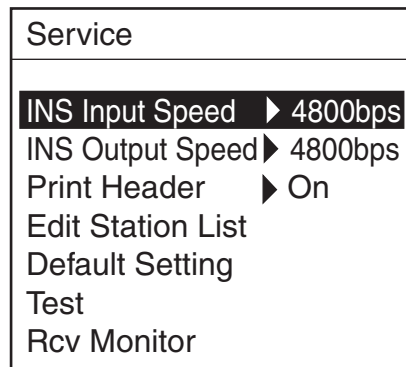 Service
INS Input Speed ▶ 4800bps
INS Output Speed ▶ 4800bps
Print Header ▶ On
Edit Station List
Default Setting
Test
Rcv Monitor